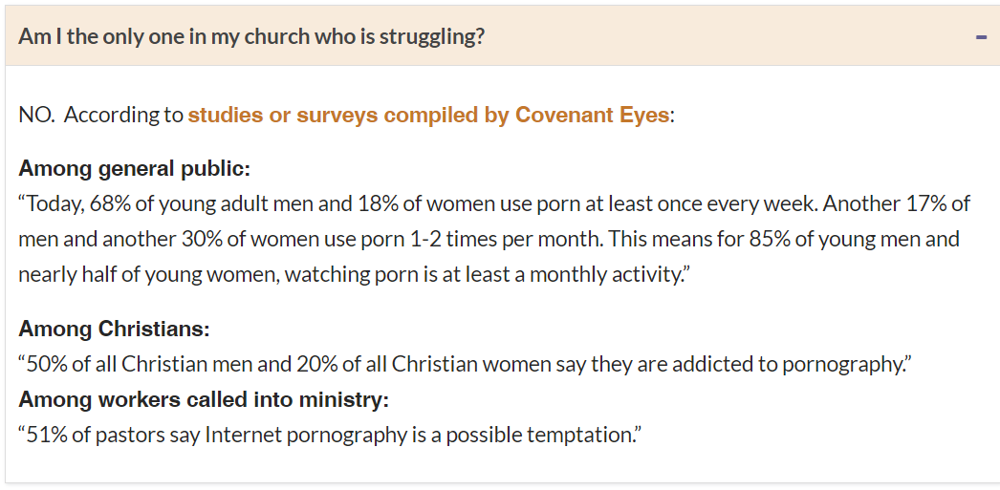 Am I the only one in my church who is struggling?
NO.  According to studies or surveys compiled by Covenant Eyes:
Among general public:
“Today, 68% of young adult men and 18% of women use porn at least once every week. Another 17% of
men and another 30% of women use porn 1-2 times per month. This means for 85% of young men and
nearly half of young women, watching porn is at least a monthly activity.”
Among Christians:
“50% of all Christian men and 20% of all Christian women say they are addicted to pornography.”
Among workers called into ministry:
“51% of pastors say Internet pornography is a possible temptation.”